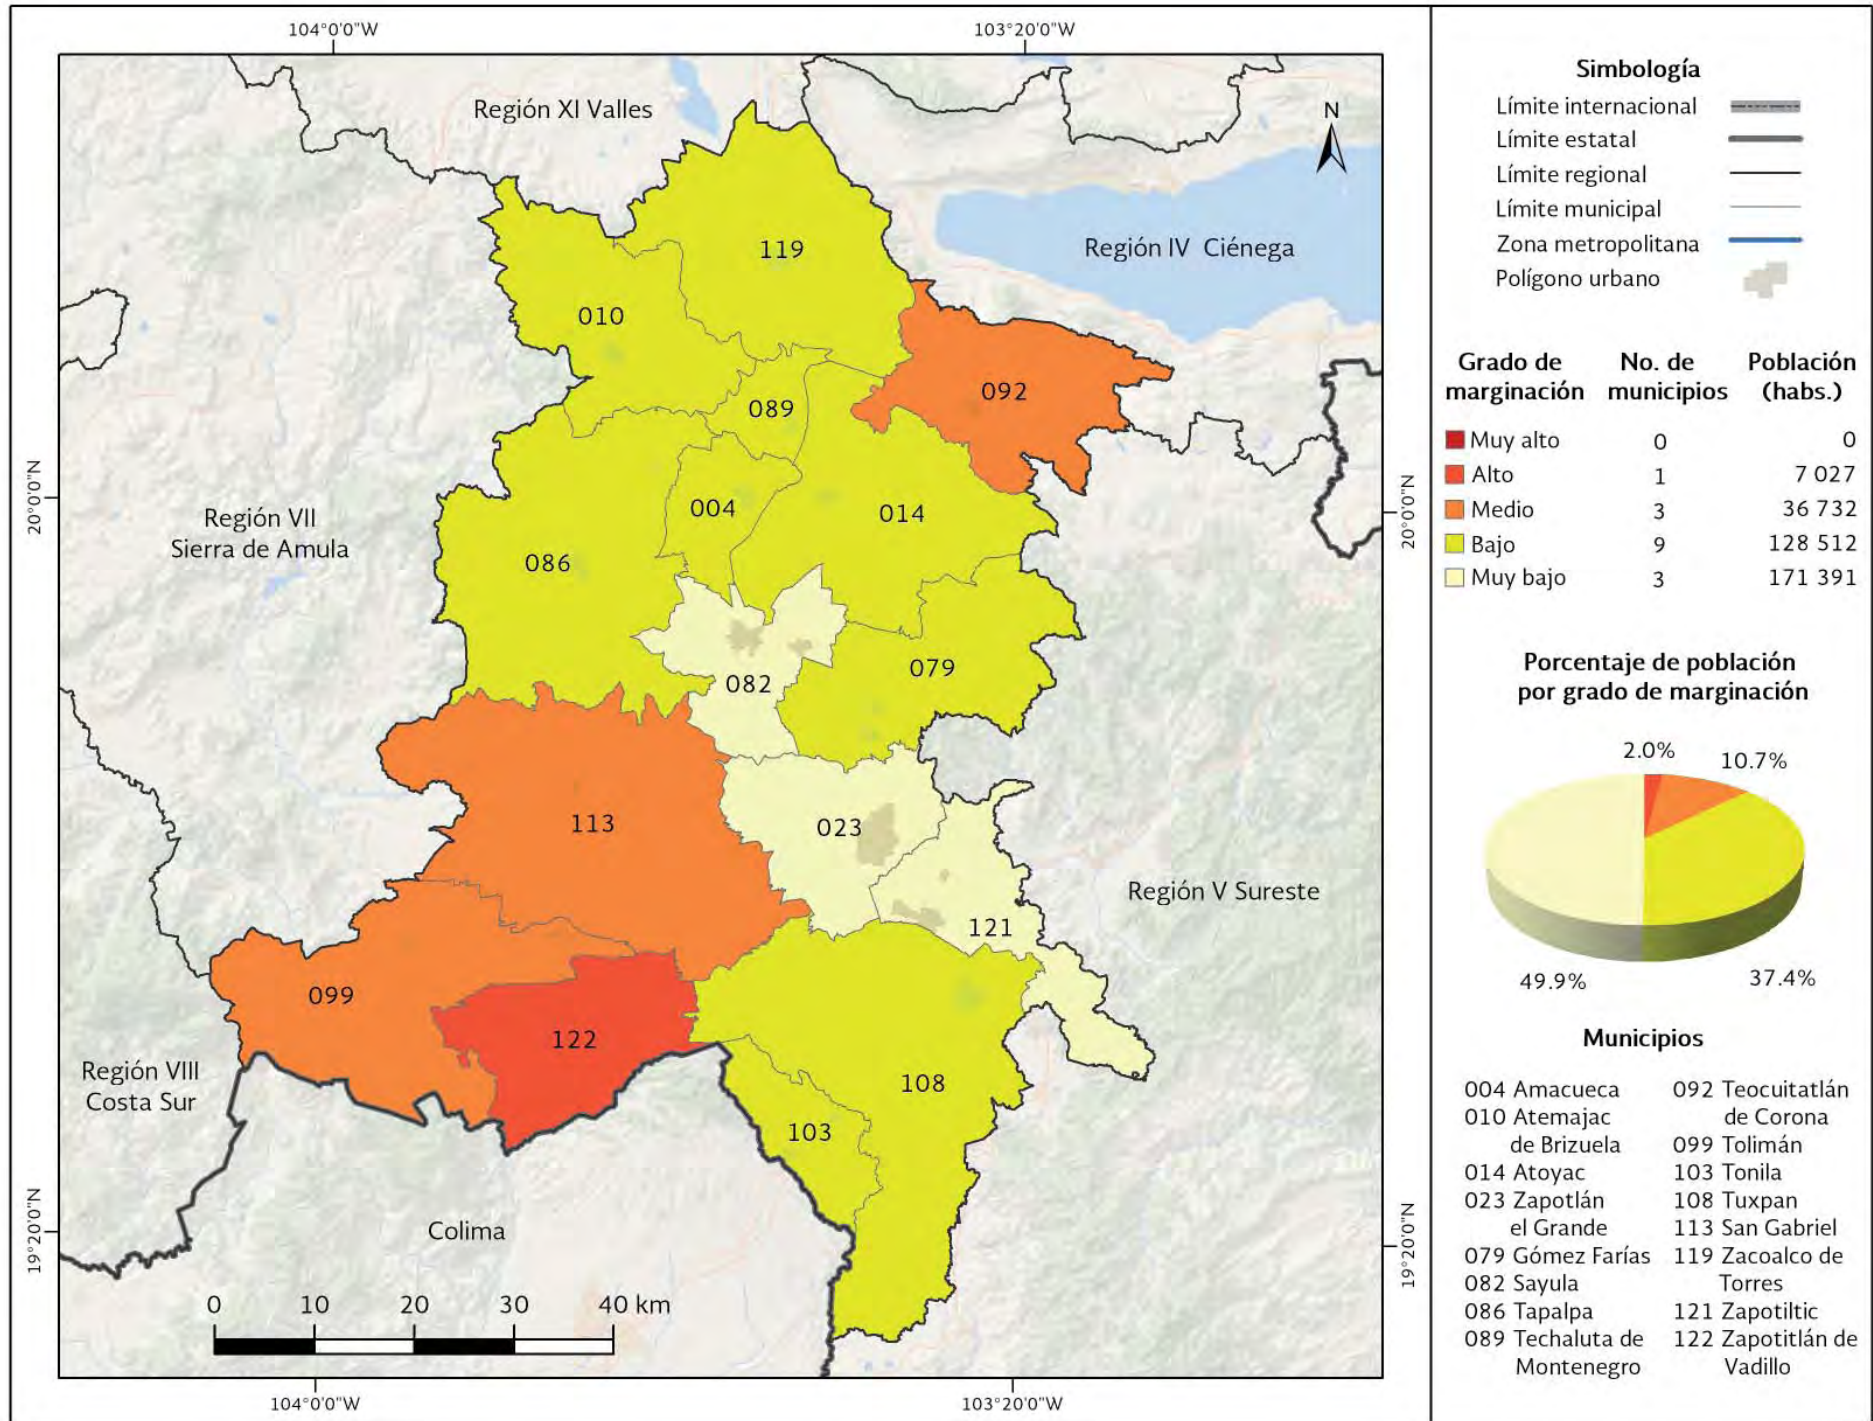 104°0'0"W
103°20'0"W
Región XI Valles
N
119
Región IV Ciénega
010
092
089
20°0'0"N
20°0'0"N
004
014
Región VII
Sierra de Amula
086
079
082
113
023
Región V Sureste
121
099
122
Región VIII
Costa Sur
108
103
19°20'0"N
19°20'0"N
Colima
0 10 20 30 40 km
104°0'0"W
103°20'0"W
Simbología
Límite internacional
Límite estatal
Límite regional
Límite municipal
Zona metropolitana
Polígono urbano
Grado de marginación No. de municipios Población (habs.)
Muy alto 0 0
Alto 1 7 027
Medio 3 36 732
Bajo 9 128 512
Muy bajo 3 171 391
Porcentaje de población
por grado de marginación
2.0%
10.7%
49.9%
37.4%
Municipios
004 Amacueca
010 Atemajac
de Brizuela
014 Atoyac
023 Zapotlán
el Grande
079 Gómez Farías
082 Sayula
086 Tapalpa
089 Techaluta de
Montenegro
092 Teocuitatlán
de Corona
099 Tolimán
103 Tonila
108 Tuxpan
113 San Gabriel
119 Zacoalco de
Torres
121 Zapotiltic
122 Zapotitlán de
Vadillo